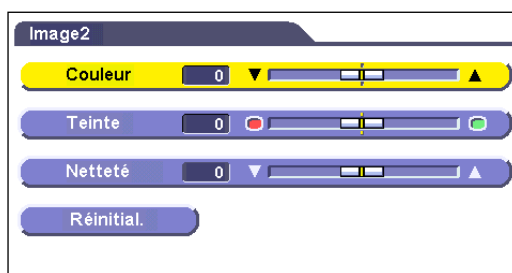 Image2
Couleur 0
Teinte 0
Netteté 0
Réinitial.